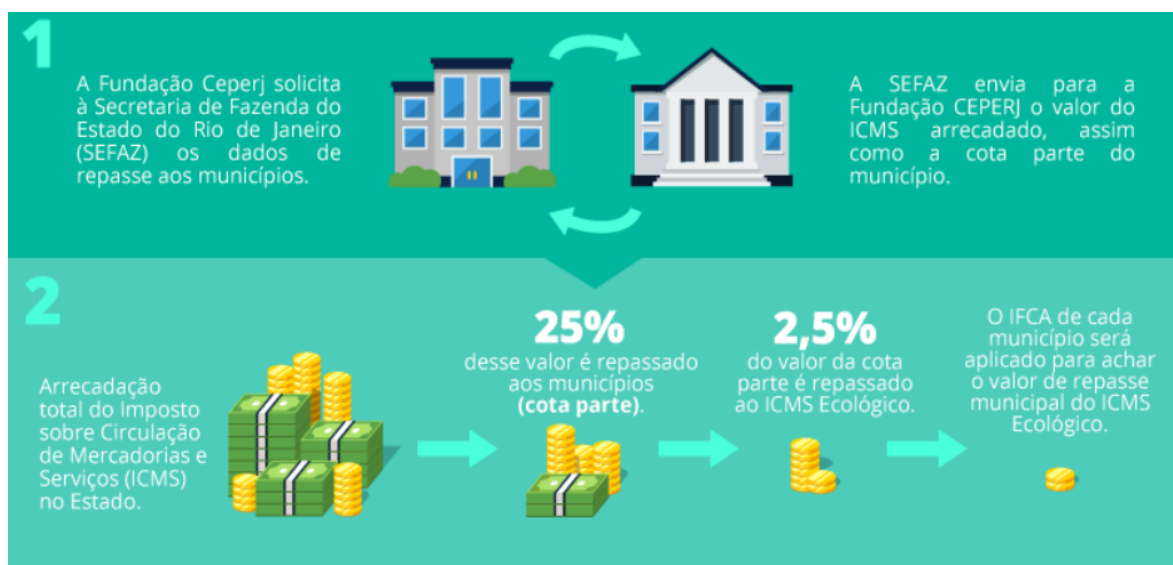 1
A Fundação Ceperj solicita
à Secretaria de Fazenda do
Estado do Rio de Janeiro
(SEFAZ) os dados de
repasse aos municípios.
A SEFAZ envia para a
Fundação CEPERJ o valor do
ICMS arrecadado, assim
como a cota parte do
município.
2
Arrecadação
total do Imposto
sobre Circulação
de Mercadorias e
Serviços (ICMS)
no Estado.
25%
desse valor é repassado
aos municípios
(cota parte).
2,5%
do valor da cota
parte é repassado
ao ICMS Ecológico.
O IFCA de cada
município será
aplicado para achar
o valor de repasse
municipal do ICMS
Ecológico.